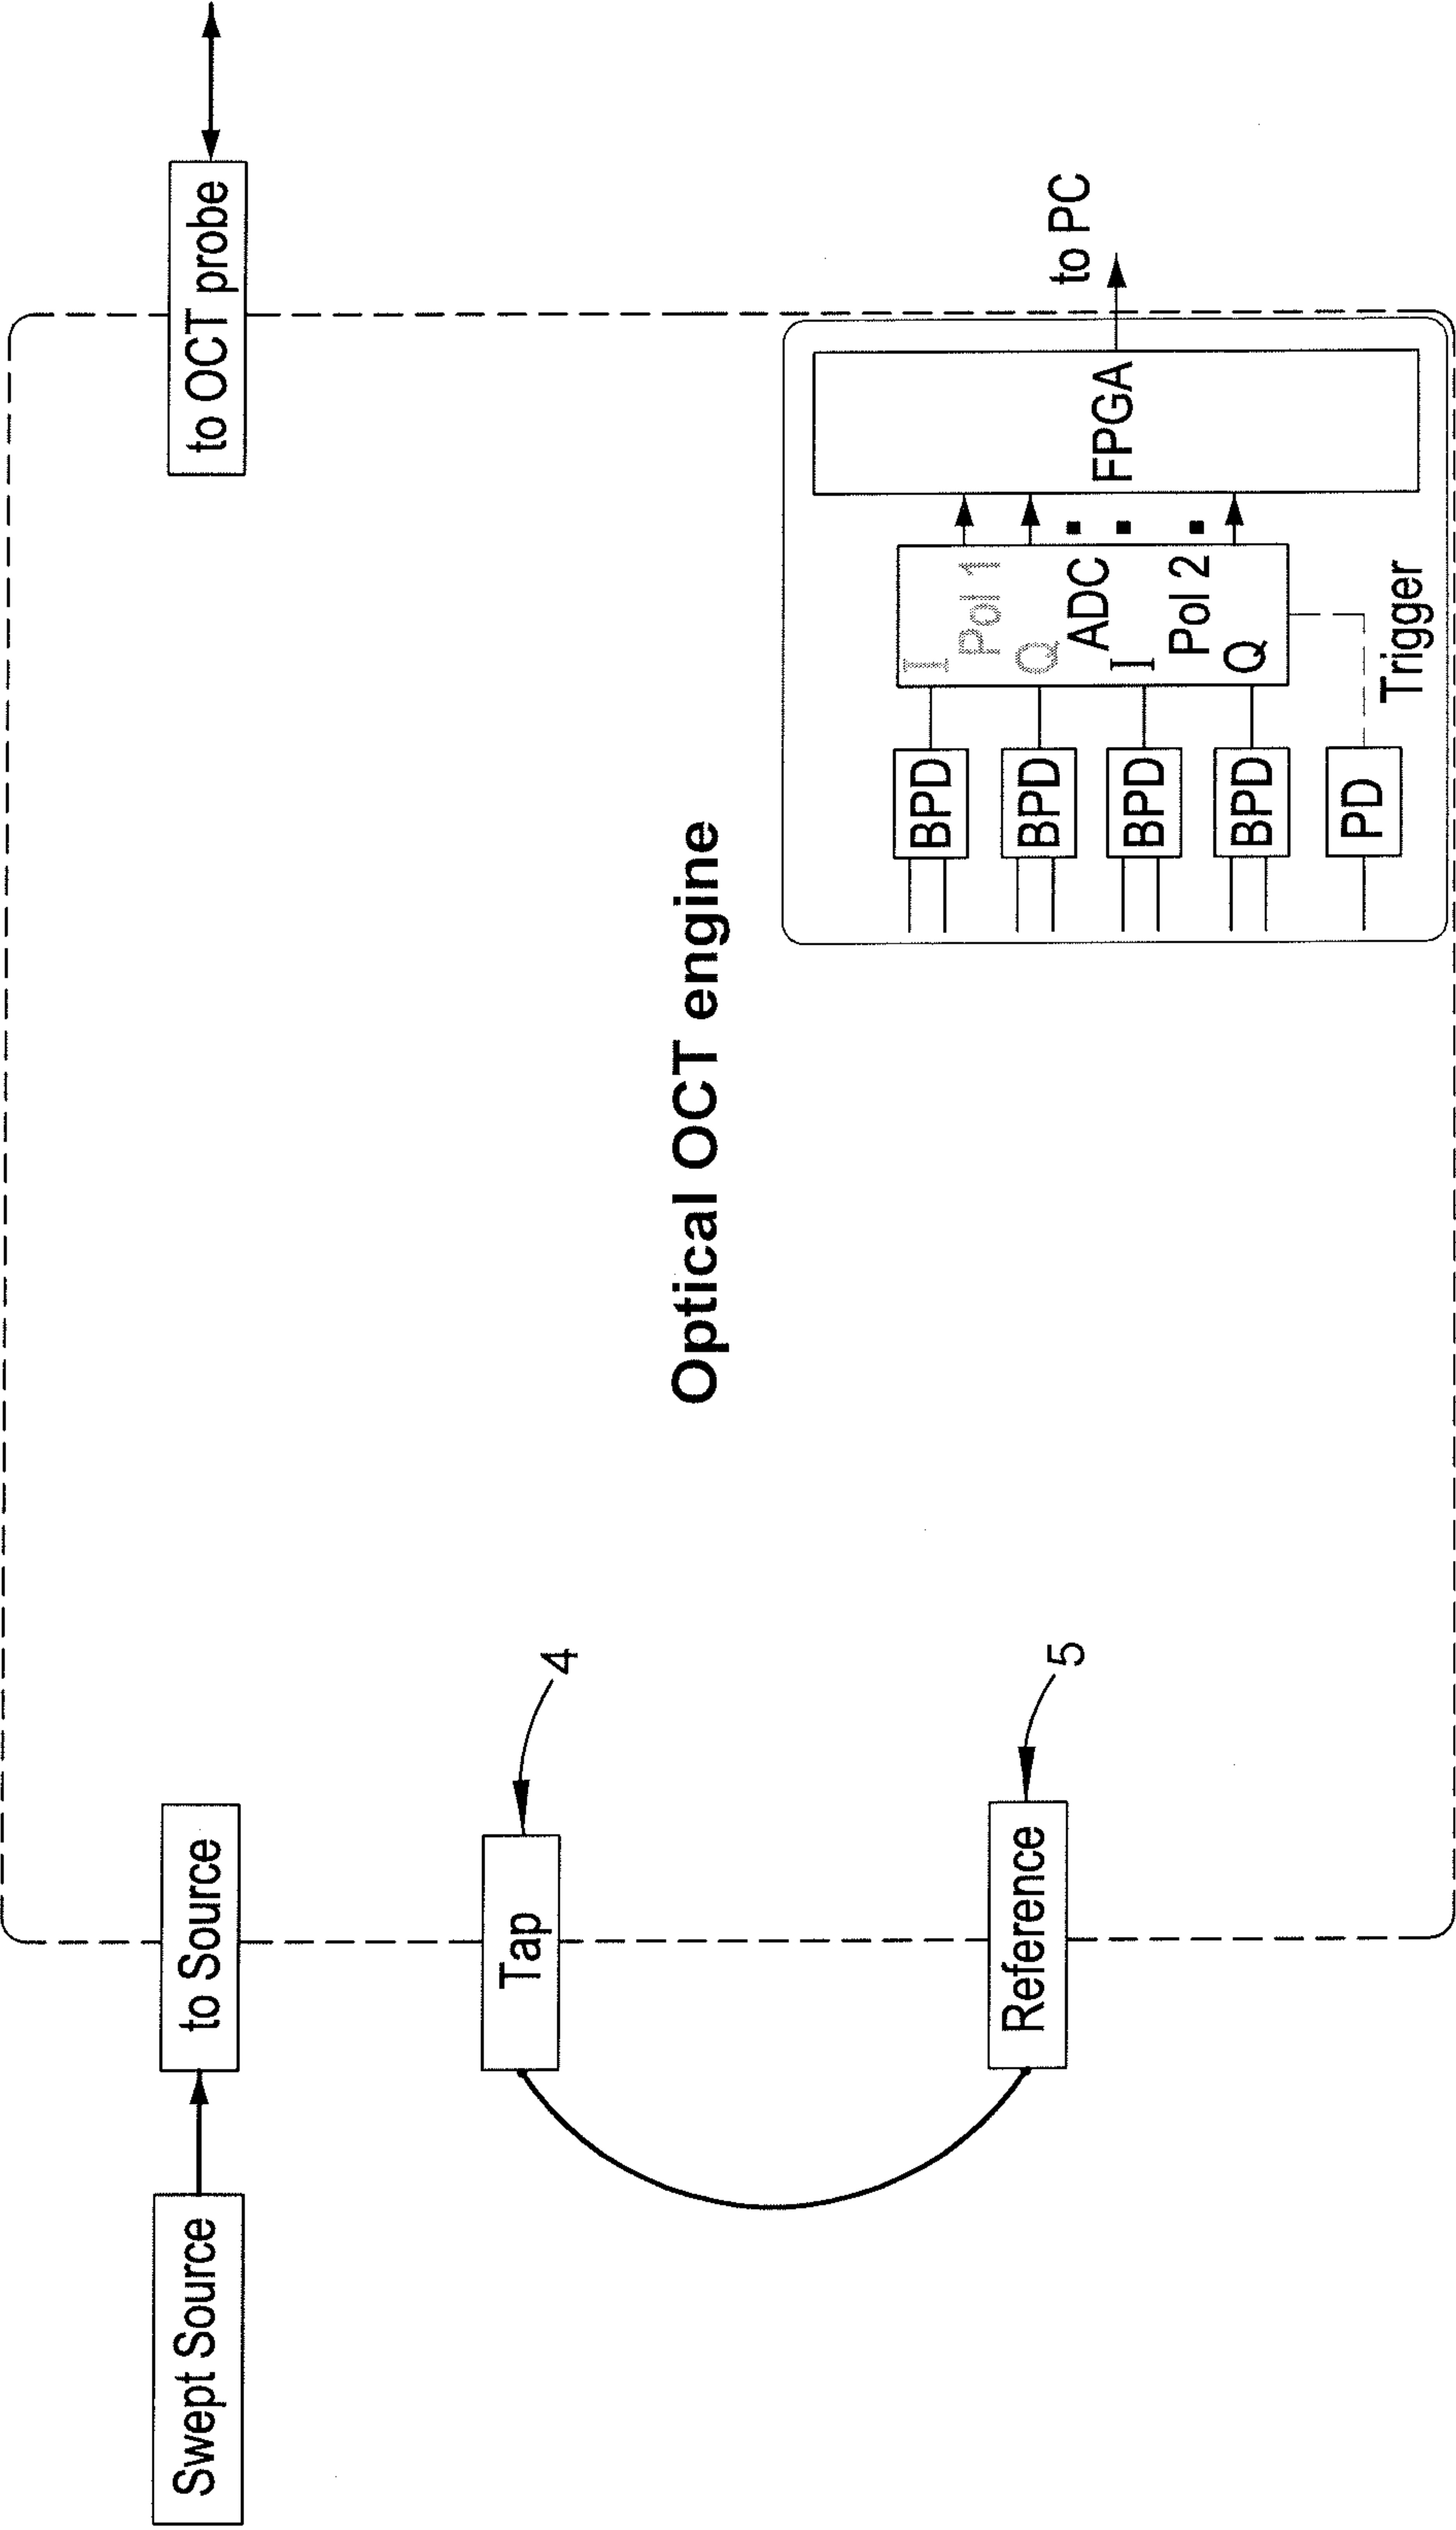 Swept Source
to Source
to OCT probe
Tap
4
Optical OCT engine
Reference
5
BPD
BPD
BPD
BPD
PD
I
Pol 1
Q
ADC
I
Pol 2
Q
Trigger
FPGA
to PC